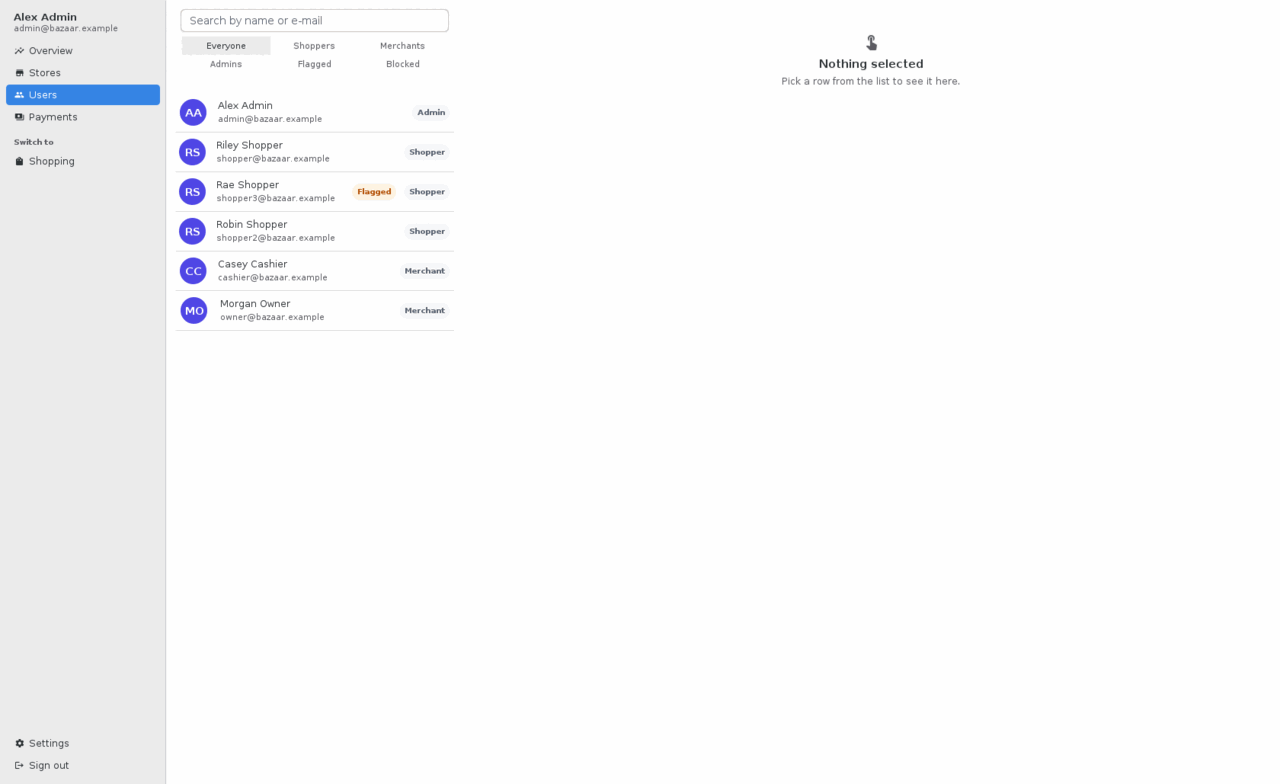 Alex Admin
admin@bazaar.example
Overview
Stores
Users
Payments
Switch to
Shopping
Settings
Sign out
Search by name or e-mail
Everyone Shoppers Merchants
Admins Flagged Blocked
AA Alex Admin Admin
admin@bazaar.example
RS Riley Shopper Shopper
shopper@bazaar.example
RS Rae Shopper Flagged Shopper
shopper3@bazaar.example
RS Robin Shopper Shopper
shopper2@bazaar.example
CC Casey Cashier Merchant
cashier@bazaar.example
MO Morgan Owner Merchant
owner@bazaar.example
Nothing selected
Pick a row from the list to see it here.